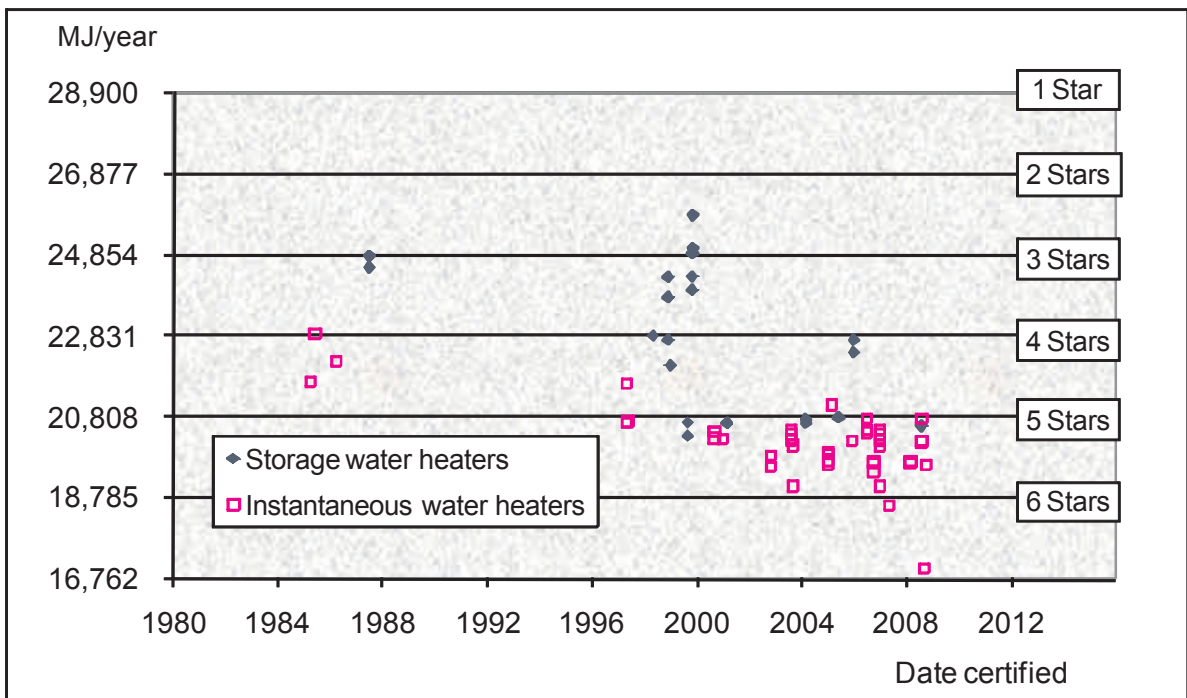 MJ/year
28,900
1 Star
26,877
2 Stars
24,854
3 Stars
22,831
4 Stars
20,808
5 Stars
Storage water heaters
18,785
Instantaneous water heaters
6 Stars
16,762
1980 1984 1988 1992 1996 2000 2004 2008 2012
Date certified